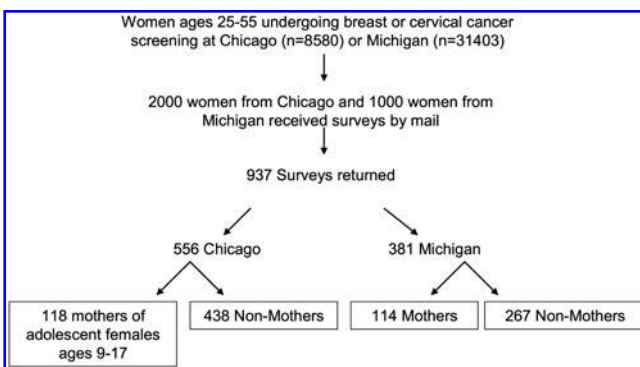 Women ages 25-55 undergoing breast or cervical cancer
screening at Chicago (n=8580) or Michigan (n=31403)
2000 women from Chicago and 1000 women from
Michigan received surveys by mail
937 Surveys returned
556 Chicago
381 Michigan
118 mothers of
adolescent females
ages 9-17
438 Non-Mothers
114 Mothers
267 Non-Mothers